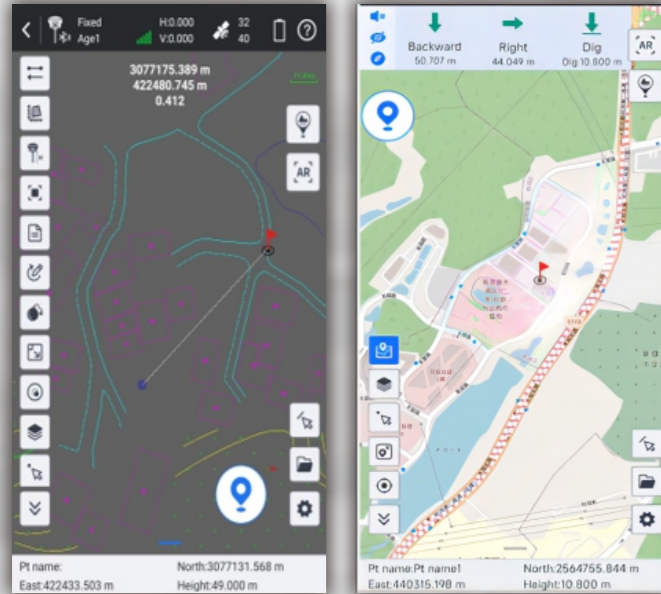 Fixed
Age1
H:0.000
V:0.000
32
40
3077175.389 m
422480.745 m
0.412
AR
Pt name:
North:3077131.568 m
East:422433.503 m
Height:49.000 m
Backward
50.707 m
Right
44.049 m
Dig
Dig 10.800 m
AR
Pt name:Pt name1
North:2564755.844 m
East:440315.198 m
Height:10.800 m